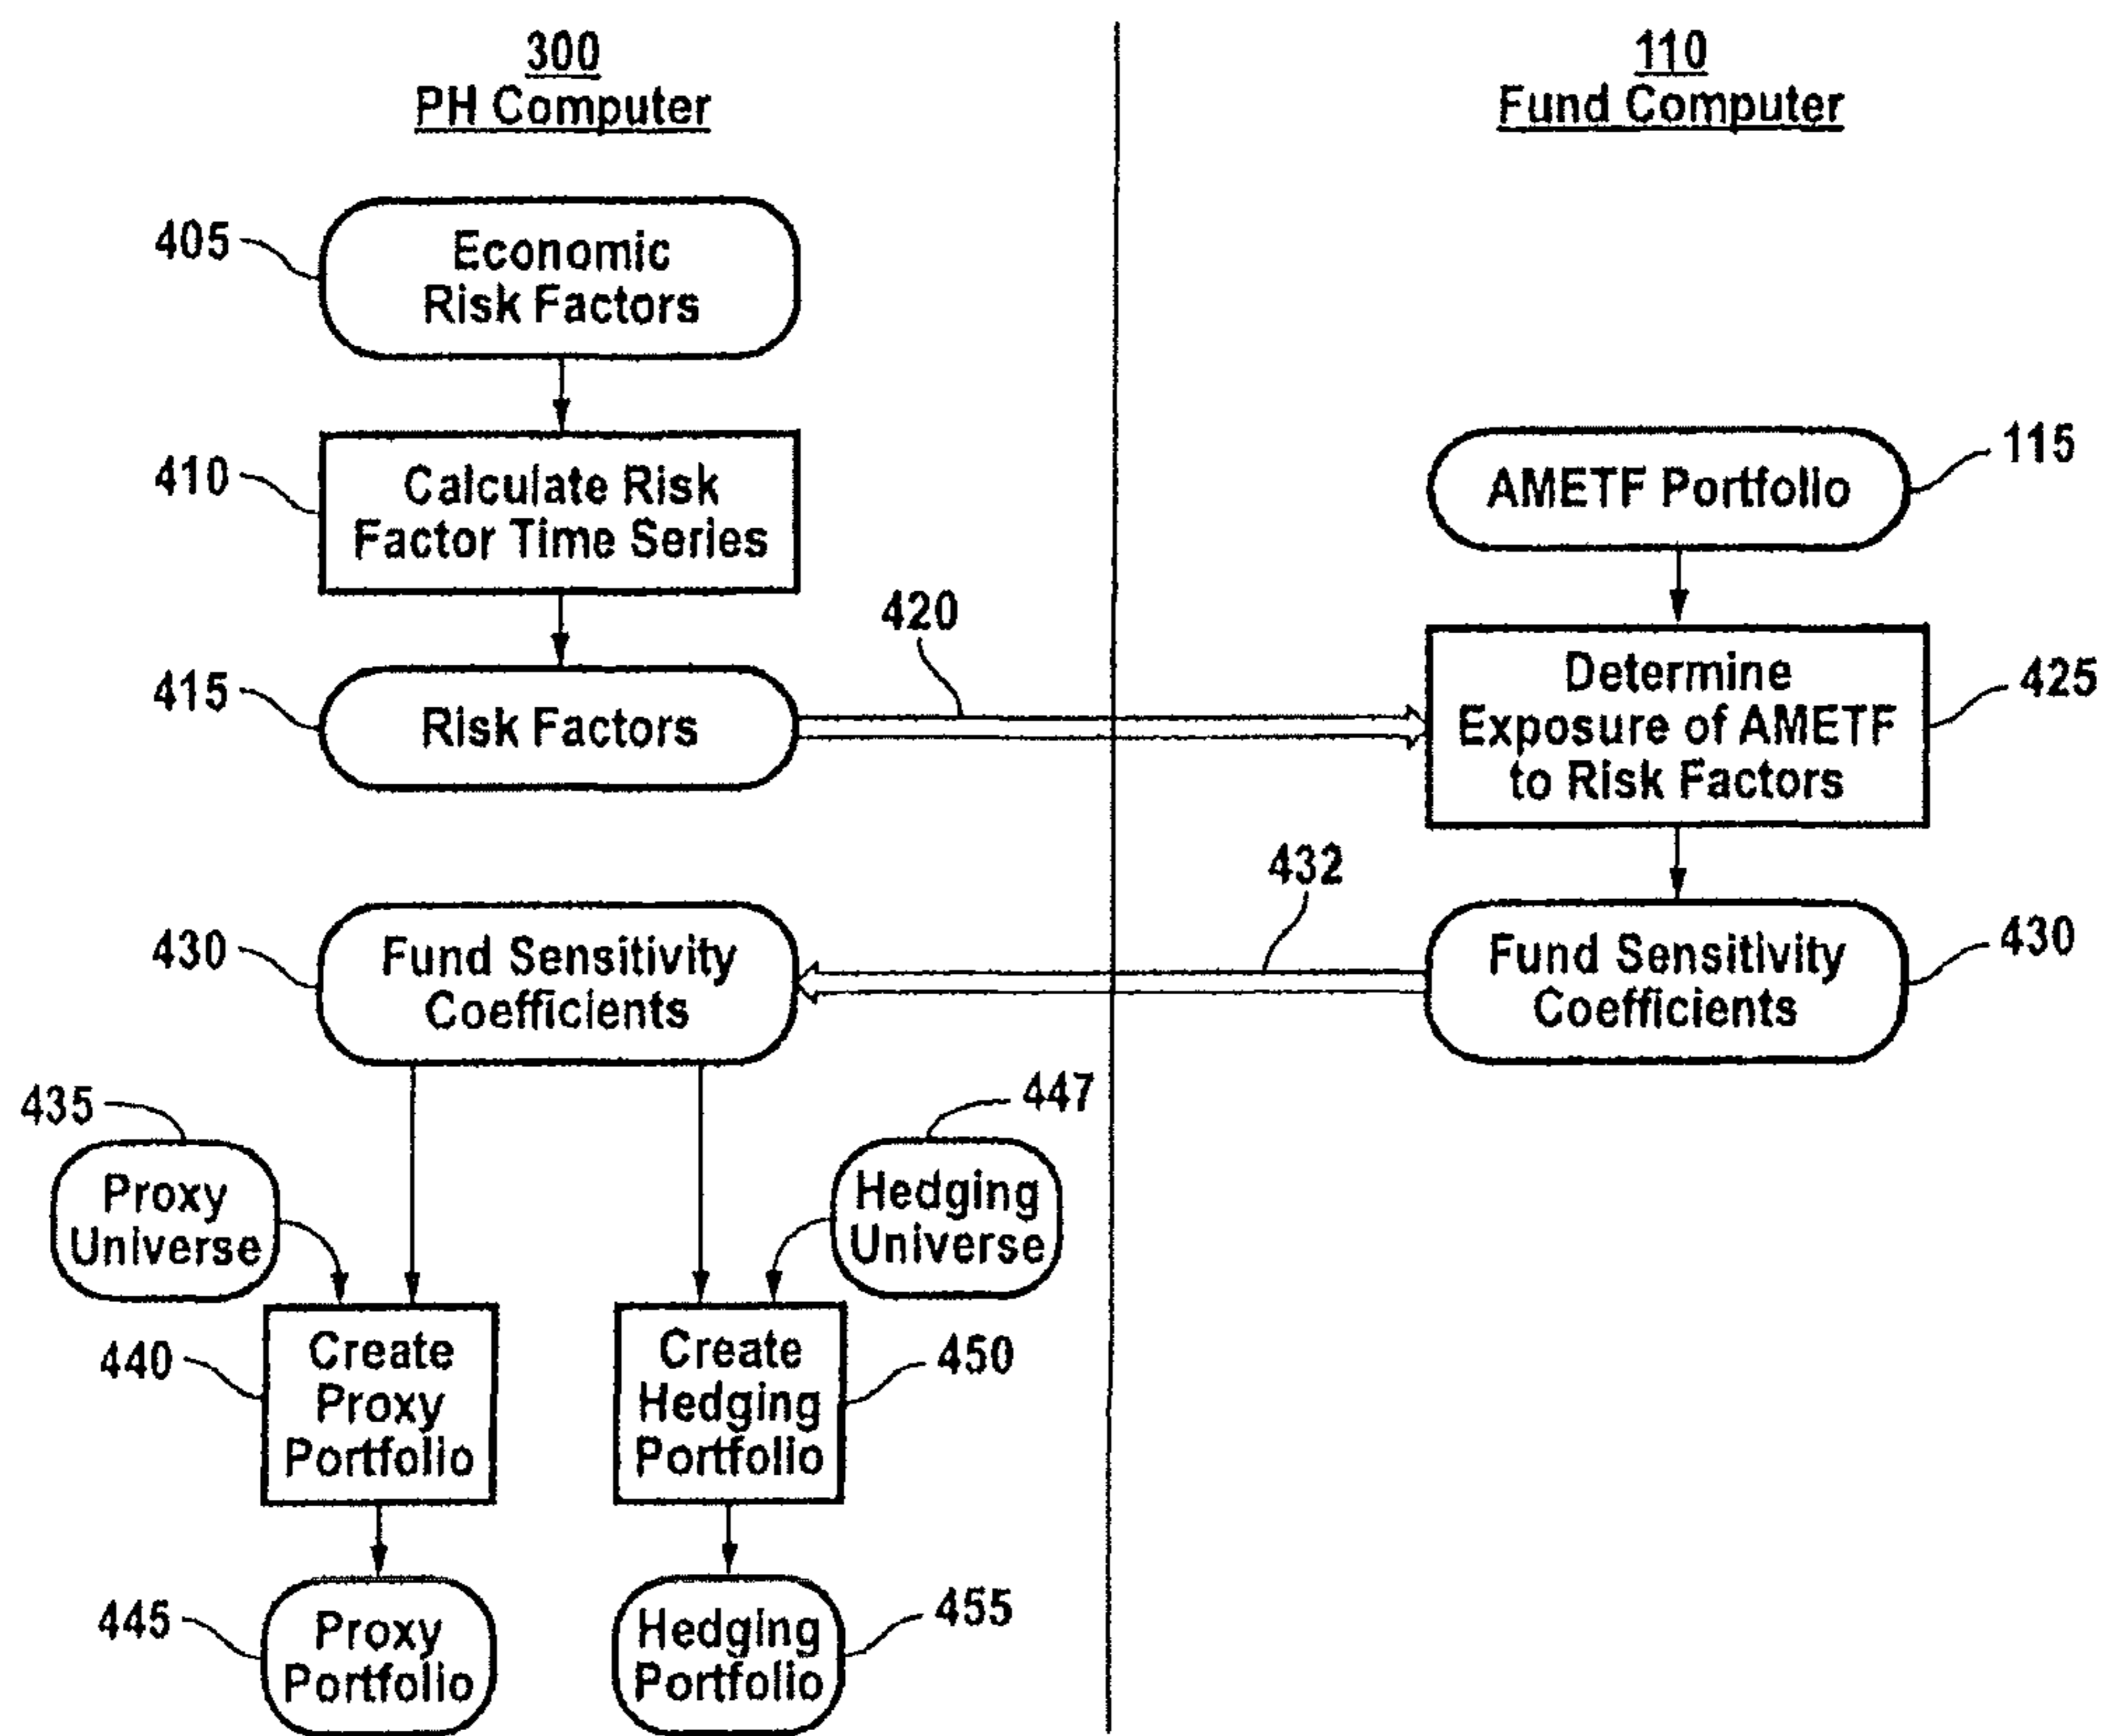 300
PH Computer
110
Fund Computer
405
Economic
Risk Factors
410
Calculate Risk
Factor Time Series
415
Risk Factors
420
AMETF Portfolio
115
Determine
Exposure of AMETF
to Risk Factors
425
430
Fund Sensitivity
Coefficients
432
Fund Sensitivity
Coefficients
430
435
Proxy
Universe
447
Hedging
Universe
440
Create
Proxy
Portfolio
Create
Hedging
Portfolio
450
445
Proxy
Portfolio
Hedging
Portfolio
455